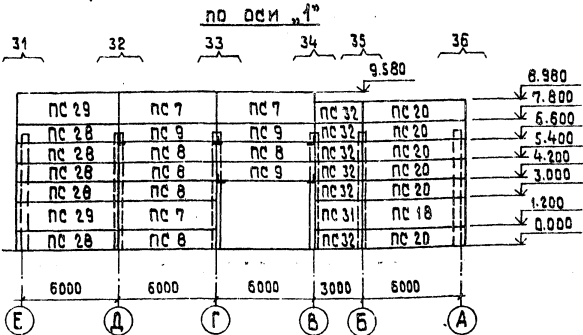 по оси „1"
31 32 33 34 35 36
9.580
8.980
ПС 29 ПС 7 ПС 7 ПС 32 ПС 20
7.800
ПС 28 ПС 9 ПС 9 ПС 32 ПС 20
6.600
ПС 28 ПС 8 ПС 8 ПС 32 ПС 20
5.400
ПС 28 ПС 8 ПС 9 ПС 32 ПС 20
4.200
ПС 28 ПС 8 ПС 32 ПС 20
3.000
ПС 29 ПС 7 ПС 31 ПС 18
1.200
ПС 28 ПС 8 ПС 32 ПС 20
0.000
6000 6000 6000 3000 6000
Е Д Г В Б А